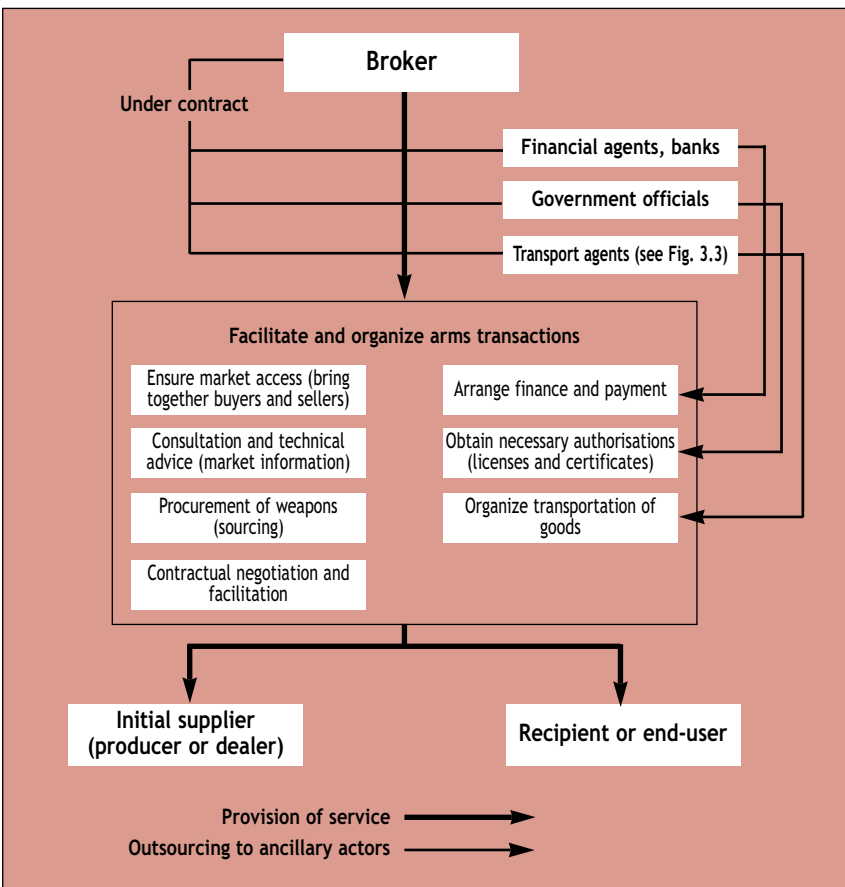 Broker
Under contract
Financial agents, banks
Government officials
Transport agents (see Fig. 3.3)
Facilitate and organize arms transactions
Ensure market access (bring
together buyers and sellers)
Consultation and technical
advice (market information)
Procurement of weapons
(sourcing)
Contractual negotiation and
facilitation
Arrange finance and payment
Obtain necessary authorisations
(licenses and certificates)
Organize transportation of
goods
Initial supplier
(producer or dealer)
Recipient or end-user
Provision of service
Outsourcing to ancillary actors